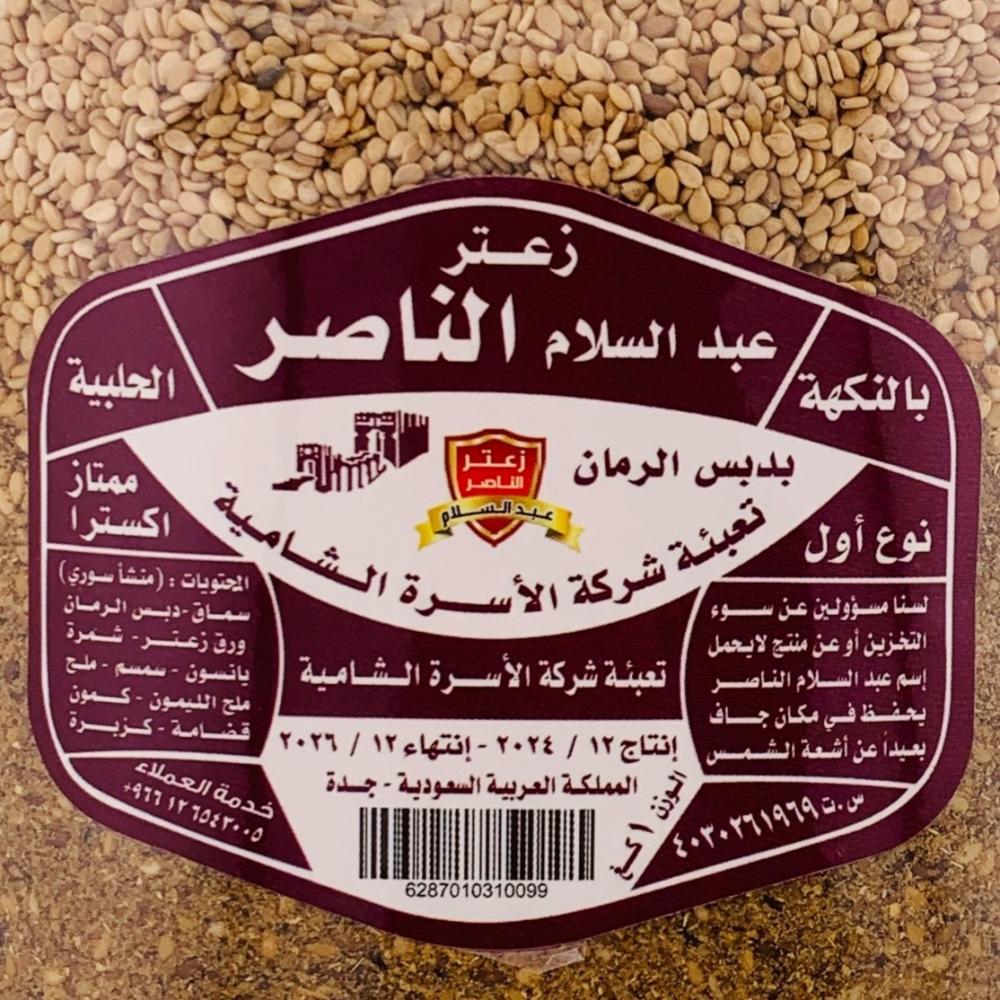 زعتر
عبد السلام الناصر
بالنكهة
الحلبية
بدبس الرمان
زعتر
الناصر
عبد السلام
تعبئة شركة الأسرة الشامية
نوع أول
لسنا مسؤولين عن سوء
التخزين أو عن منتج لايحمل
إسم عبد السلام الناصر
يحفظ في مكان جاف
بعيداً عن أشعة الشمس
ممتاز
اكسترا
المحتويات : (منشأ سوري)
سماق - دبس الرمان
ورق زعتر - شمرة
يانسون - سمسم - ملح
ملح الليمون - كمون
قضامة - كزبرة
تعبئة شركة الأسرة الشامية
إنتاج ١٢ / ٢٠٢٤ - إنتهاء ١٢ / ٢٠٢٦
المملكة العربية السعودية - جدة
الوزن ١ كغ
س.ت ٤٠٣٠٢٦١٩٦٩
خدمة العملاء
+٩٦٦ ١٢ ٦٥٤٢٠٠٥
6287010310099